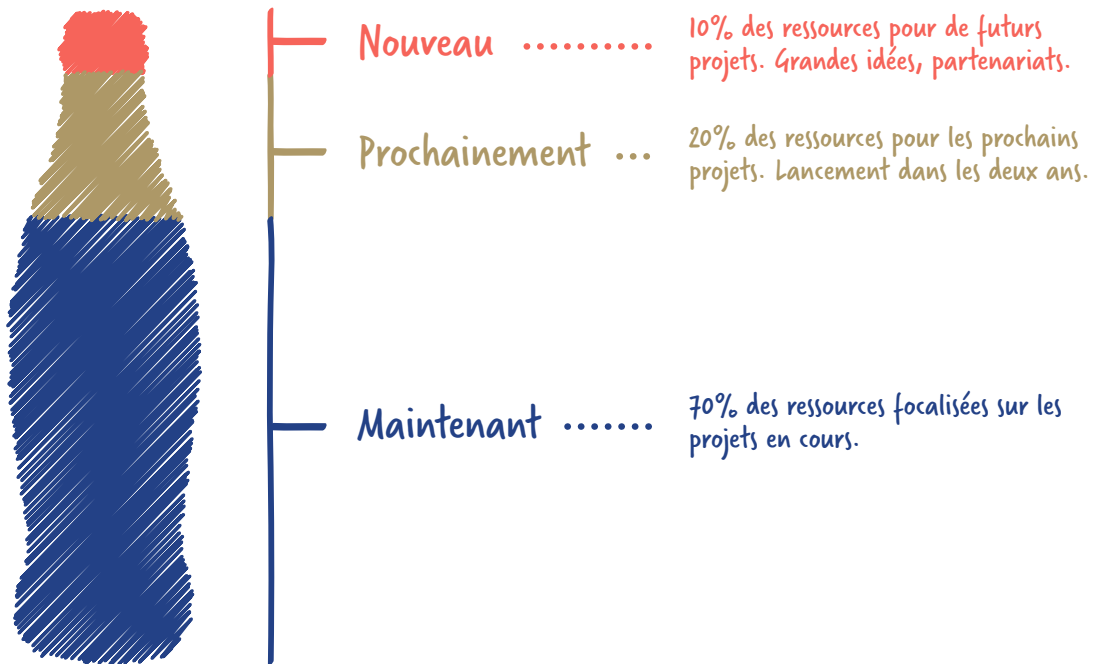 Nouveau
10% des ressources pour de futurs
projets. Grandes idées, partenariats.
Prochainement
20% des ressources pour les prochains
projets. Lancement dans les deux ans.
Maintenant
70% des ressources focalisées sur les
projets en cours.